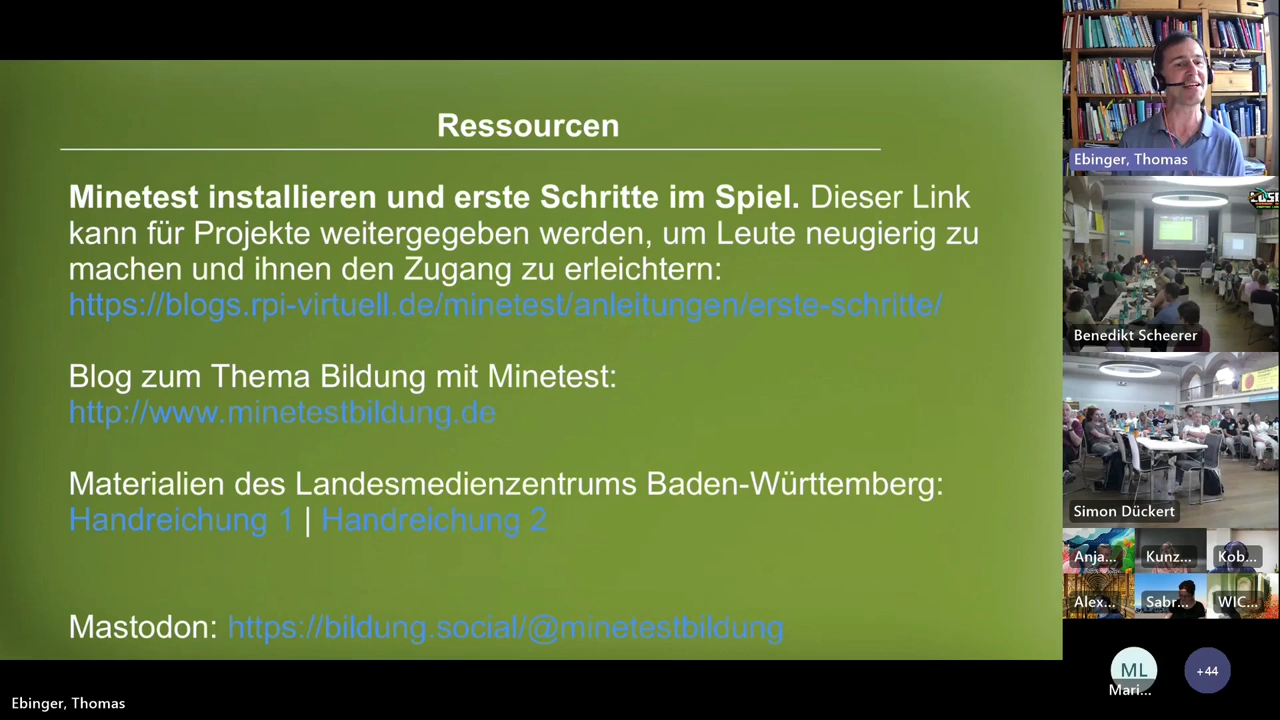 Ressourcen
Minetest installieren und erste Schritte im Spiel. Dieser Link
kann für Projekte weitergegeben werden, um Leute neugierig zu
machen und ihnen den Zugang zu erleichtern:
https://blogs.rpi-virtuell.de/minetest/anleitungen/erste-schritte/
Blog zum Thema Bildung mit Minetest:
http://www.minetestbildung.de
Materialien des Landesmedienzentrums Baden-Württemberg:
Handreichung 1 | Handreichung 2
Mastodon: https://bildung.social/@minetestbildung
Ebinger, Thomas
Ebinger, Thomas
Benedikt Scheerer
Simon Dückert
Anja...
Kunz...
Kob...
Alex...
Sabr...
WIC...
ML
+44
Mari...